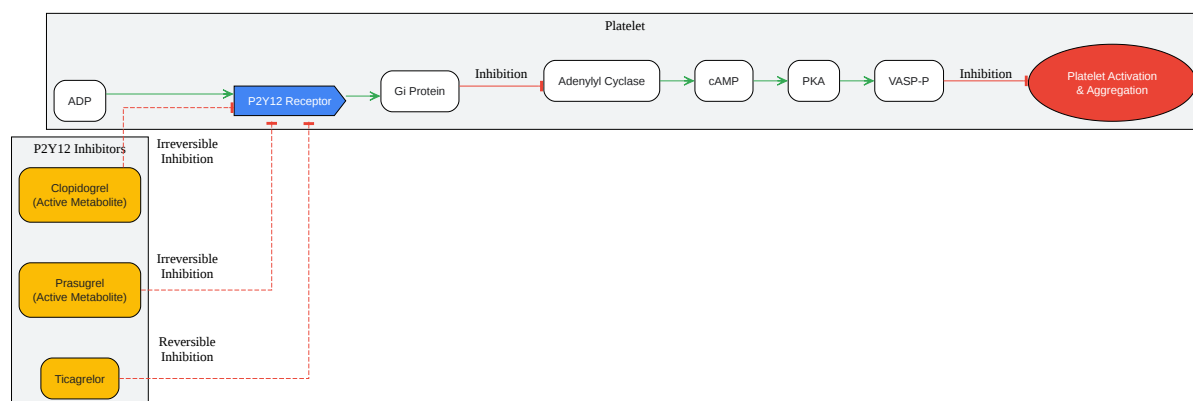 Platelet
ADP
P2Y12 Receptor
Gi Protein
Inhibition
Adenylyl Cyclase
cAMP
PKA
VASP-P
Inhibition
Platelet Activation
& Aggregation
P2Y12 Inhibitors
Irreversible
Inhibition
Clopidogrel
(Active Metabolite)
Irreversible
Inhibition
Prasugrel
(Active Metabolite)
Reversible
Inhibition
Ticagrelor